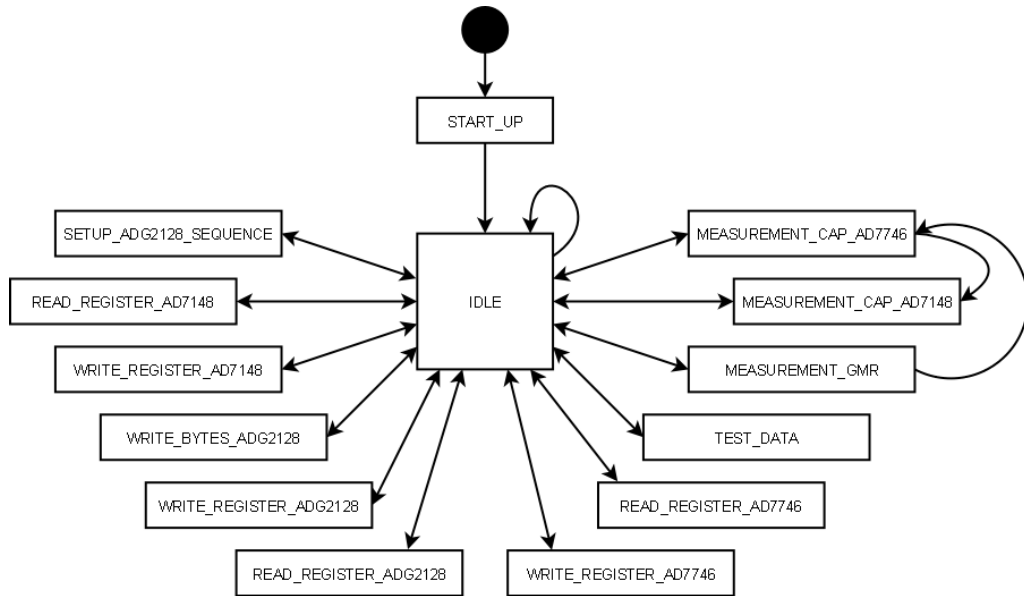 START_UP
SETUP_ADG2128_SEQUENCE
MEASUREMENT_CAP_AD7746
READ_REGISTER_AD7148
IDLE
MEASUREMENT_CAP_AD7148
WRITE_REGISTER_AD7148
MEASUREMENT_GMR
WRITE_BYTES_ADG2128
TEST_DATA
WRITE_REGISTER_ADG2128
READ_REGISTER_AD7746
READ_REGISTER_ADG2128
WRITE_REGISTER_AD7746